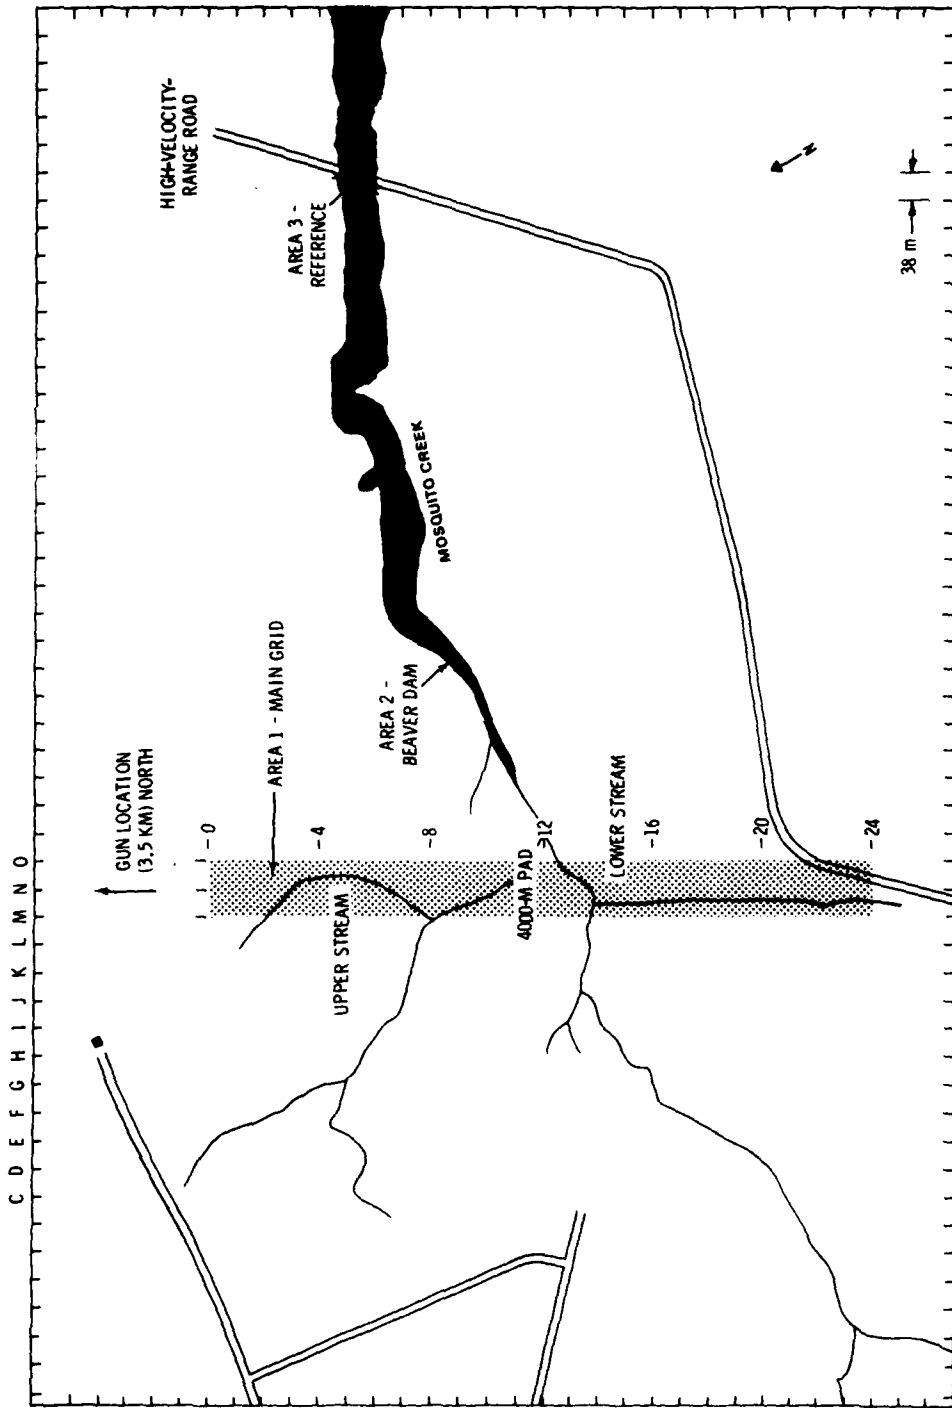 C D E F G H I J K L M N O
GUN LOCATION
(3.5 KM) NORTH
AREA 1 - MAIN GRID
HIGH-VELOCITY-
RANGE ROAD
0
-4
-8
-12
-16
-20
-24
UPPER STREAM
4000-M PAD
LOWER STREAM
AREA 2 -
BEAVER DAM
MOSQUITO CREEK
AREA 3 -
REFERENCE
N
38 m